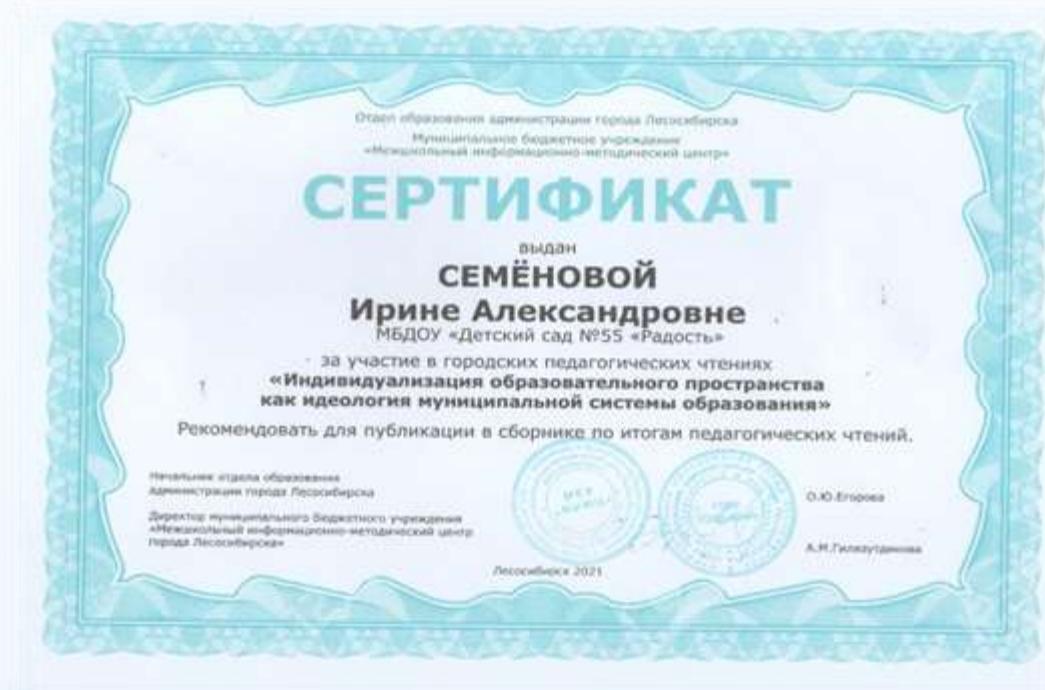 Отдел образования администрации города Лесосибирска
Муниципальное бюджетное учреждение
«Межшкольный информационно-методический центр»
СЕРТИФИКАТ
выдан
СЕМЁНОВОЙ
Ирине Александровне
МБДОУ «Детский сад №55 «Радость»
за участие в городских педагогических чтениях
«Индивидуализация образовательного пространства
как идеология муниципальной системы образования»
Рекомендовать для публикации в сборнике по итогам педагогических чтений.
Начальник отдела образования
администрации города Лесосибирска
О.Ю.Егорова
Директор муниципального бюджетного учреждения
«Межшкольный информационно-методический центр
города Лесосибирска»
А.М.Гилязутдинова
Лесосибирск 2021